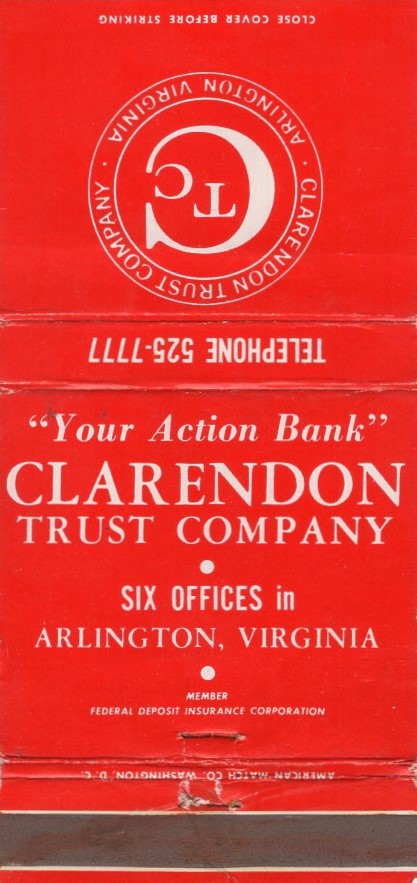 CLOSE COVER BEFORE STRIKING
CLARENDON TRUST COMPANY · ARLINGTON VIRGINIA ·
CTC
TELEPHONE 525-7777
“Your Action Bank”
CLARENDON
TRUST COMPANY
•
SIX OFFICES in
ARLINGTON, VIRGINIA
•
MEMBER
FEDERAL DEPOSIT INSURANCE CORPORATION
AMERICAN MATCH CO. WASHINGTON, D. C.